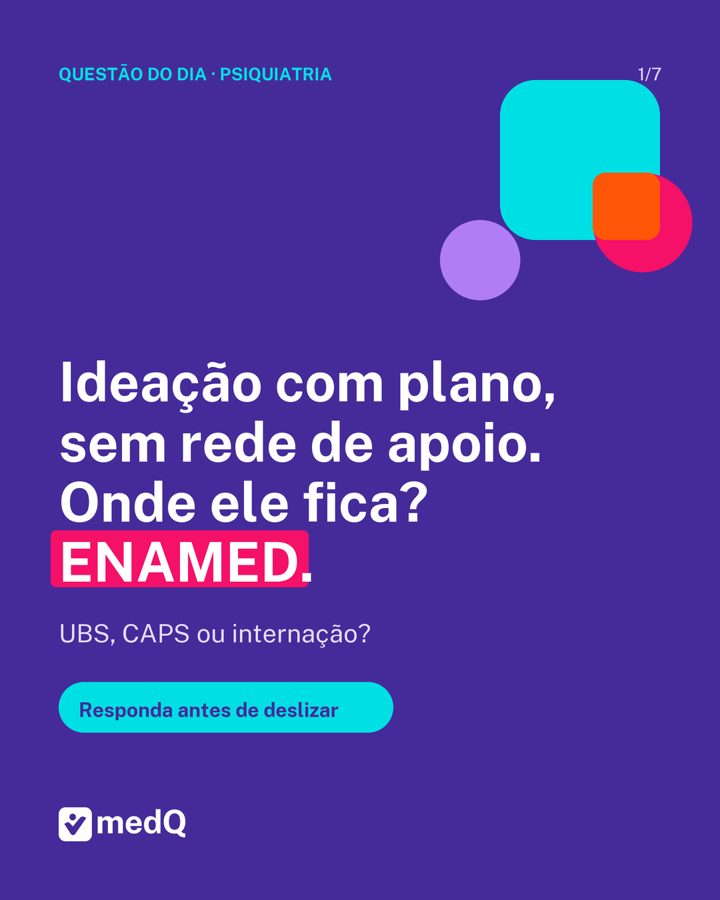 QUESTÃO DO DIA · PSIQUIATRIA
1/7
Ideação com plano,
sem rede de apoio.
Onde ele fica?
ENAMED.
UBS, CAPS ou internação?
Responda antes de deslizar
medQ